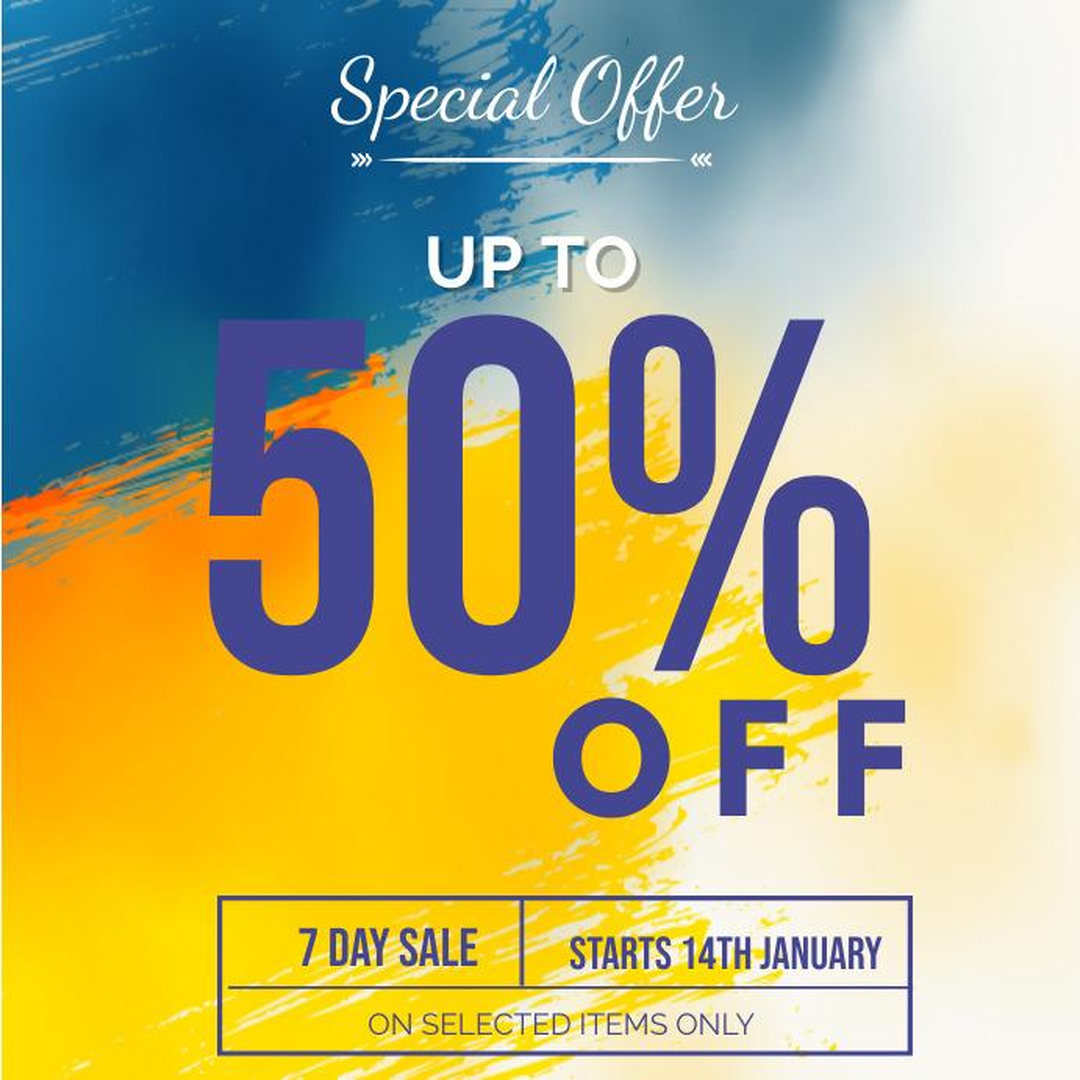 Special Offer
UP TO
50%
OFF
7 DAY SALE
STARTS 14TH JANUARY
ON SELECTED ITEMS ONLY